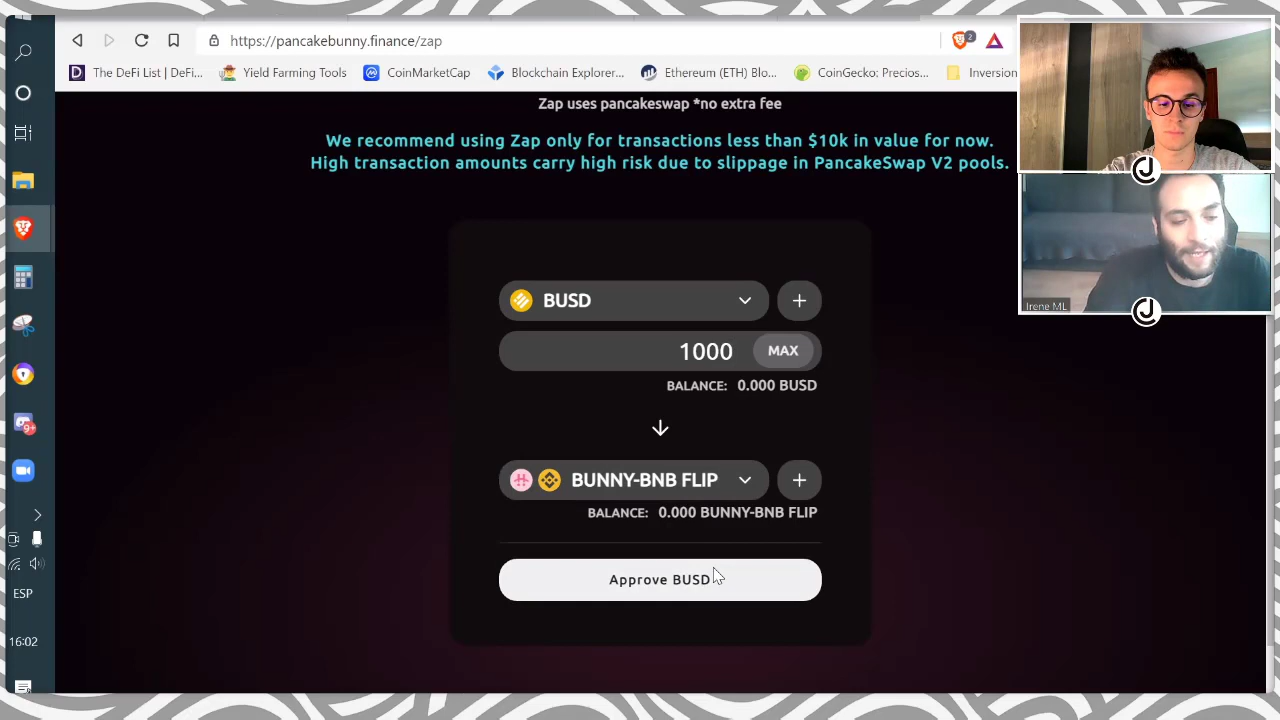 https://pancakebunny.finance/zap
2
The DeFi List | DeFi...
Yield Farming Tools
CoinMarketCap
Blockchain Explorer...
Ethereum (ETH) Blo...
CoinGecko: Precios...
Inversion
Zap uses pancakeswap *no extra fee
We recommend using Zap only for transactions less than $10k in value for now.
High transaction amounts carry high risk due to slippage in PancakeSwap V2 pools.
BUSD
1000
MAX
BALANCE: 0.000 BUSD
BUNNY-BNB FLIP
BALANCE: 0.000 BUNNY-BNB FLIP
Approve BUSD
Irene ML
9+
ESP
16:02